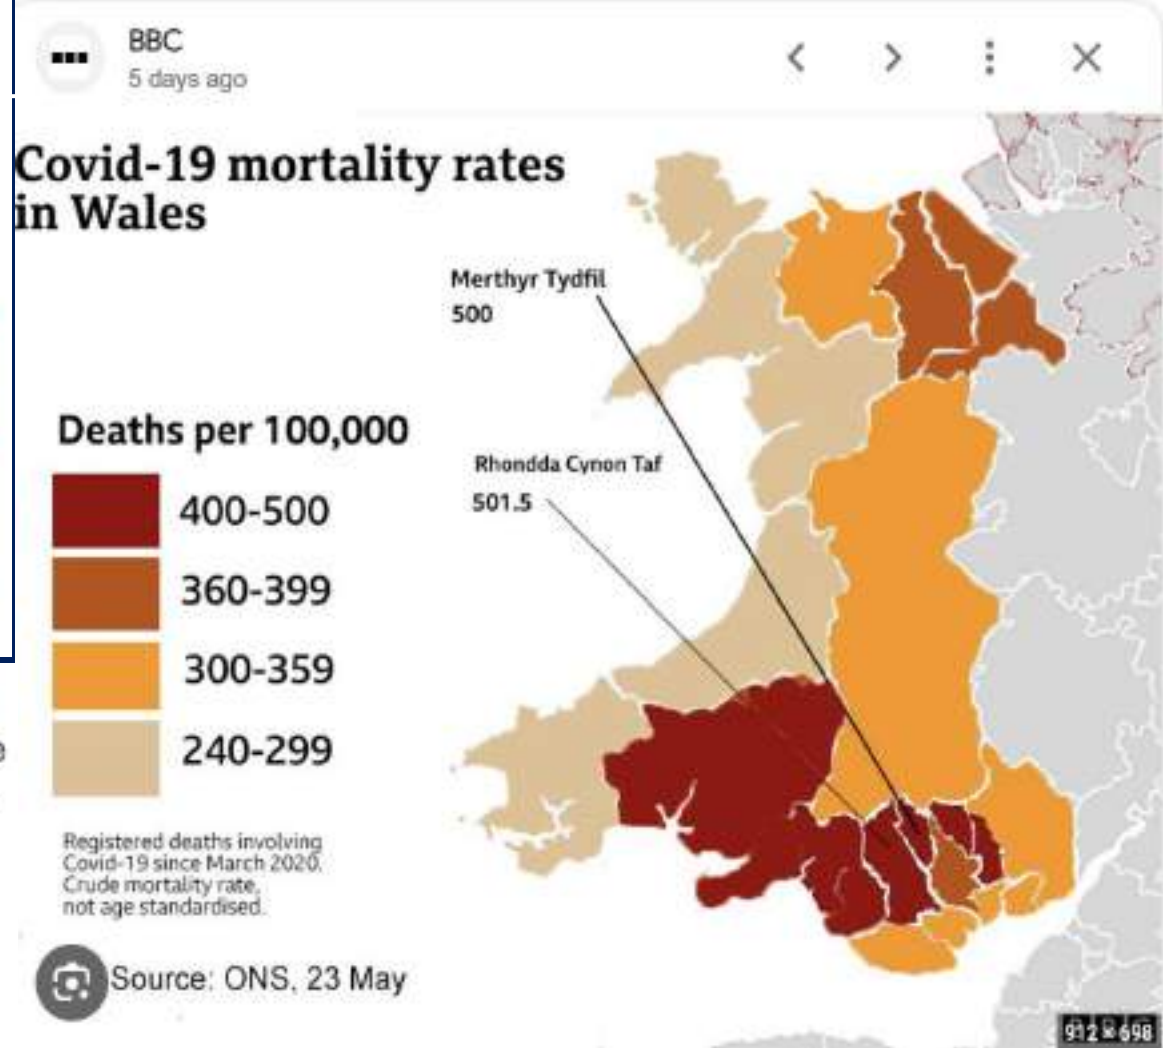 BBC
5 days ago
Covid-19 mortality rates
in Wales
Merthyr Tydfil
500
Rhondda Cynon Taf
501.5
Deaths per 100,000
400-500
360-399
300-359
240-299
Registered deaths involving
Covid-19 since March 2020.
Crude mortality rate,
not age standardised.
Source: ONS, 23 May
912 × 698